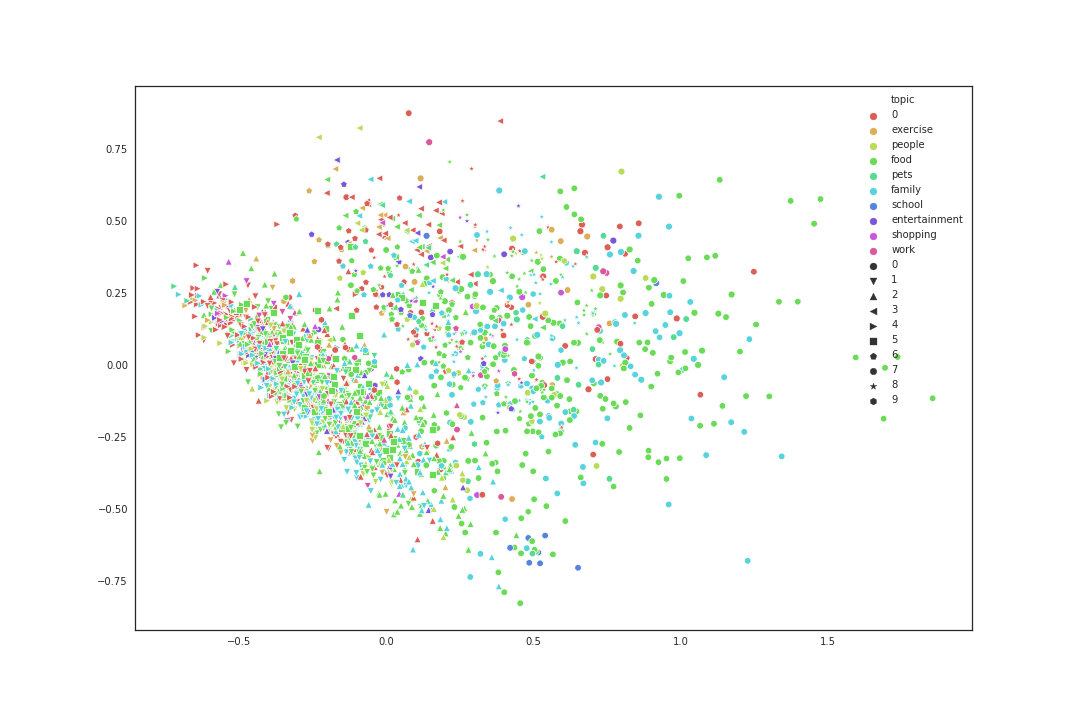 topic
0
exercise
people
food
pets
family
school
entertainment
shopping
work
0
1
2
3
4
5
6
7
8
9
0.75
0.50
0.25
0.00
−0.25
−0.50
−0.75
−0.5
0.0
0.5
1.0
1.5